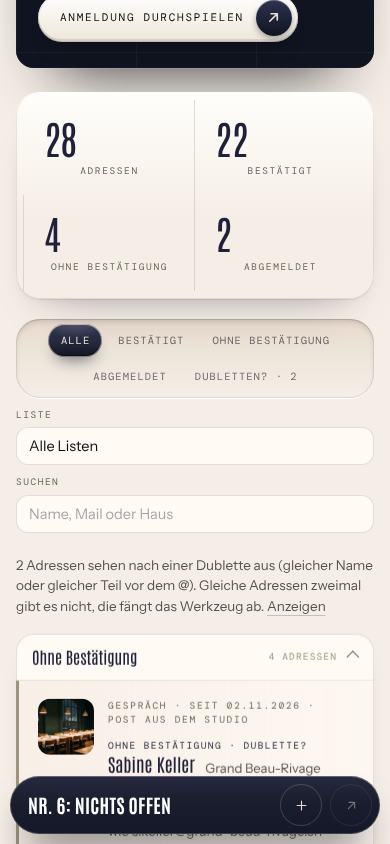 ANMELDUNG DURCHSPIELEN
28
ADRESSEN
22
BESTÄTIGT
4
OHNE BESTÄTIGUNG
2
ABGEMELDET
ALLE
BESTÄTIGT
OHNE BESTÄTIGUNG
ABGEMELDET
DUBLETTEN? · 2
LISTE
Alle Listen
SUCHEN
Name, Mail oder Haus
2 Adressen sehen nach einer Dublette aus (gleicher Name
oder gleicher Teil vor dem @). Gleiche Adressen zweimal
gibt es nicht, die fängt das Werkzeug ab. Anzeigen
Ohne Bestätigung
4 ADRESSEN
GESPRÄCH · SEIT 02.11.2026 ·
POST AUS DEM STUDIO
OHNE BESTÄTIGUNG · DUBLETTE?
Sabine Keller Grand Beau-Rivage
NR. 6: NICHTS OFFEN